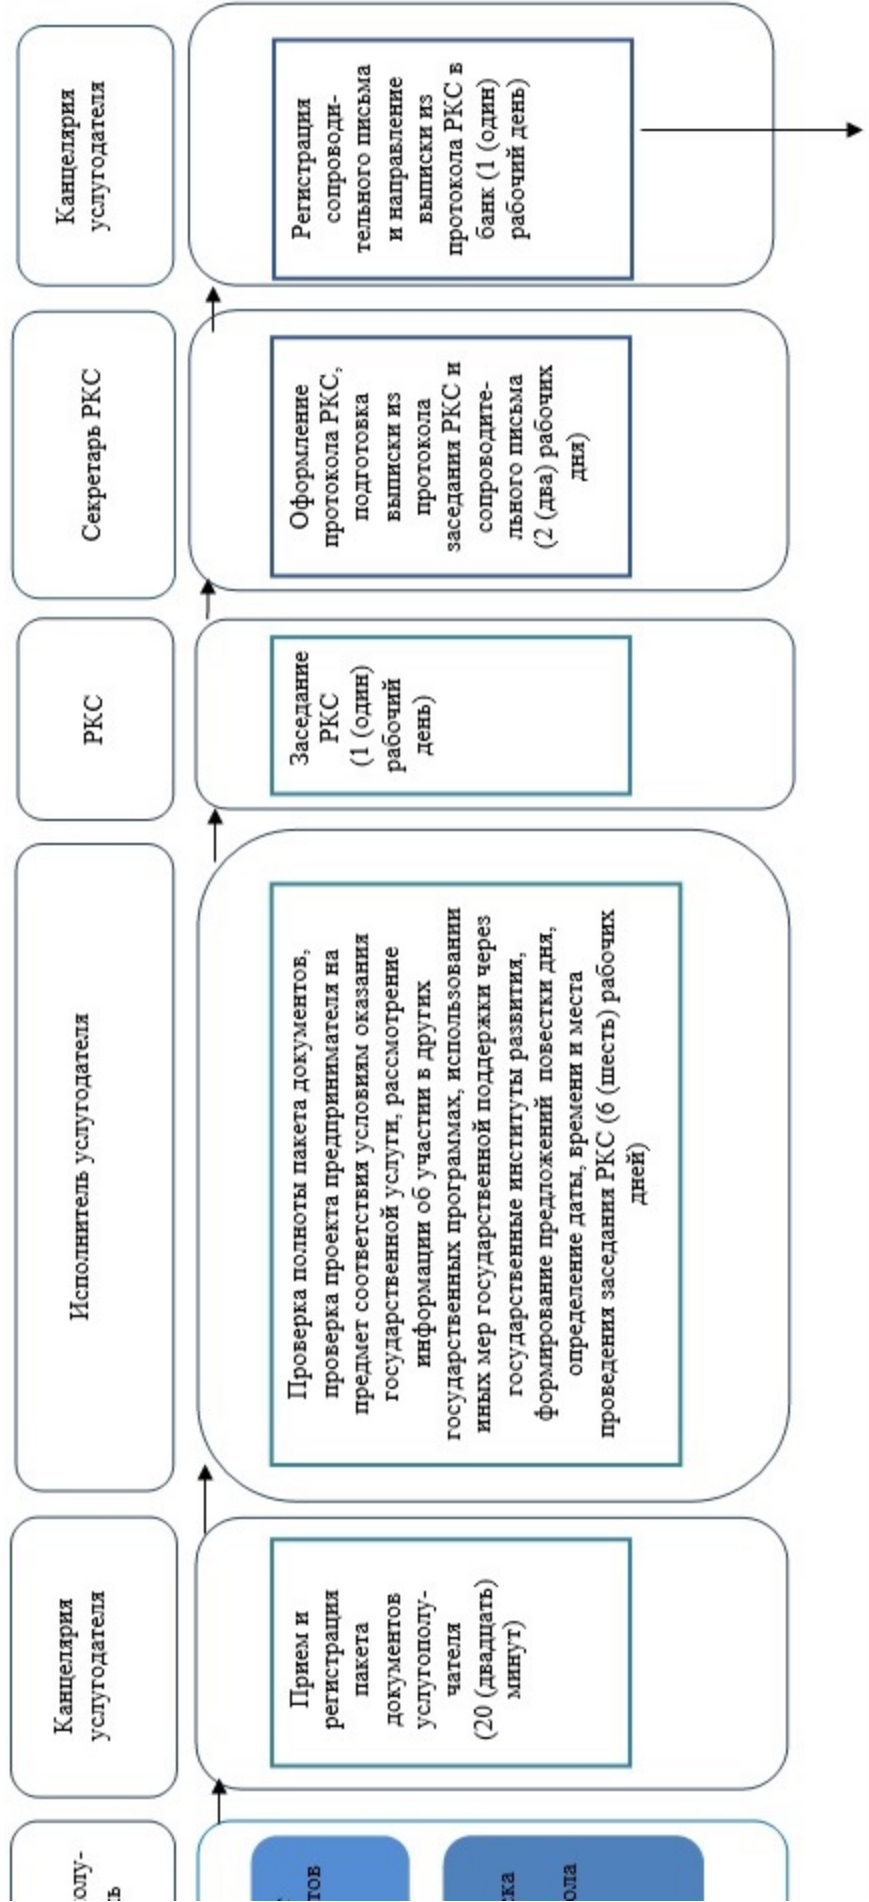 олу-
ь
Канцелярия
услугодателя
Исполнитель услугодателя
РКС
Секретарь РКС
Канцелярия
услугодателя
тов
ска
ола
Прием и
регистрация
пакета
документов
услугополу-
чателя
(20 (двадцать)
минут)
Проверка полноты пакета документов,
проверка проекта предпринимателя на
предмет соответствия условиям оказания
государственной услуги, рассмотрение
информации об участии в других
государственных программах, использовании
иных мер государственной поддержки через
государственные институты развития,
формирование предложений повестки дня,
определение даты, времени и места
проведения заседания РКС (6 (шесть) рабочих
дней)
Заседание
РКС
(1 (один)
рабочий
день)
Оформление
протокола РКС,
подготовка
выписки из
протокола
заседания РКС и
сопроводите-
льного письма
(2 (два) рабочих
дня)
Регистрация
сопроводи-
тельного письма
и направление
выписки из
протокола РКС в
банк (1 (один)
рабочий день)